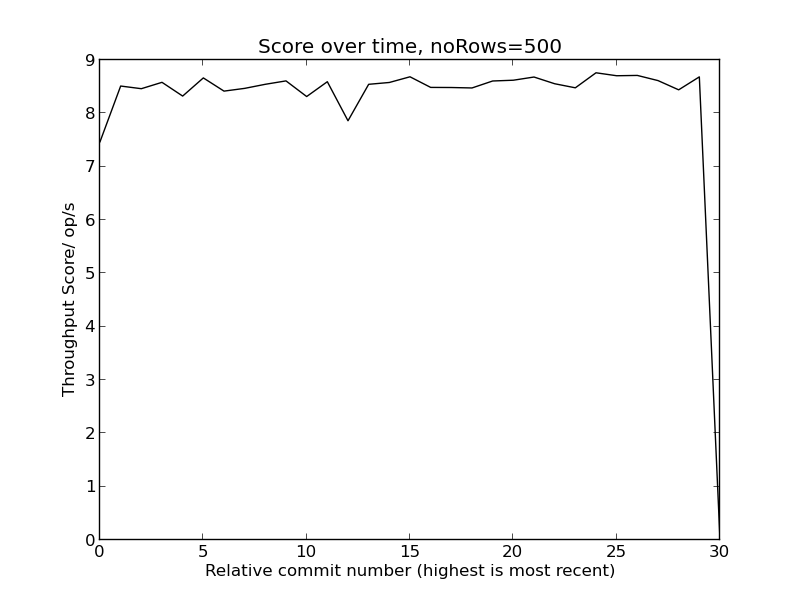 Score over time, noRows=500
9
8
7
6
5
4
3
2
1
0
Throughput Score/ op/s
0 5 10 15 20 25 30
Relative commit number (highest is most recent)